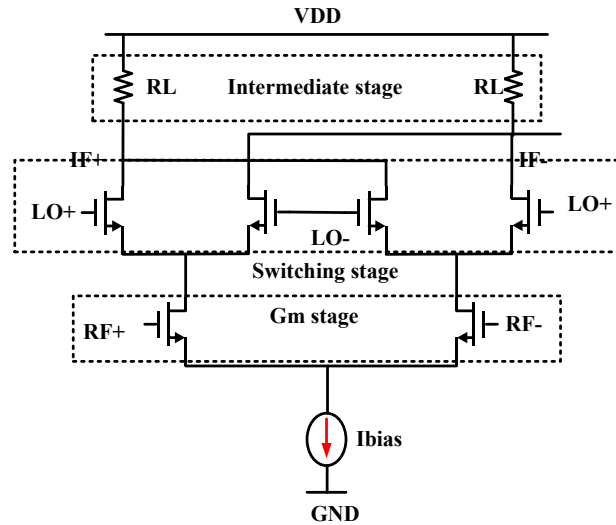 VDD
RL
Intermediate stage
RL
IF+
IF-
LO+
LO+
LO-
Switching stage
Gm stage
RF+
RF-
Ibias
GND